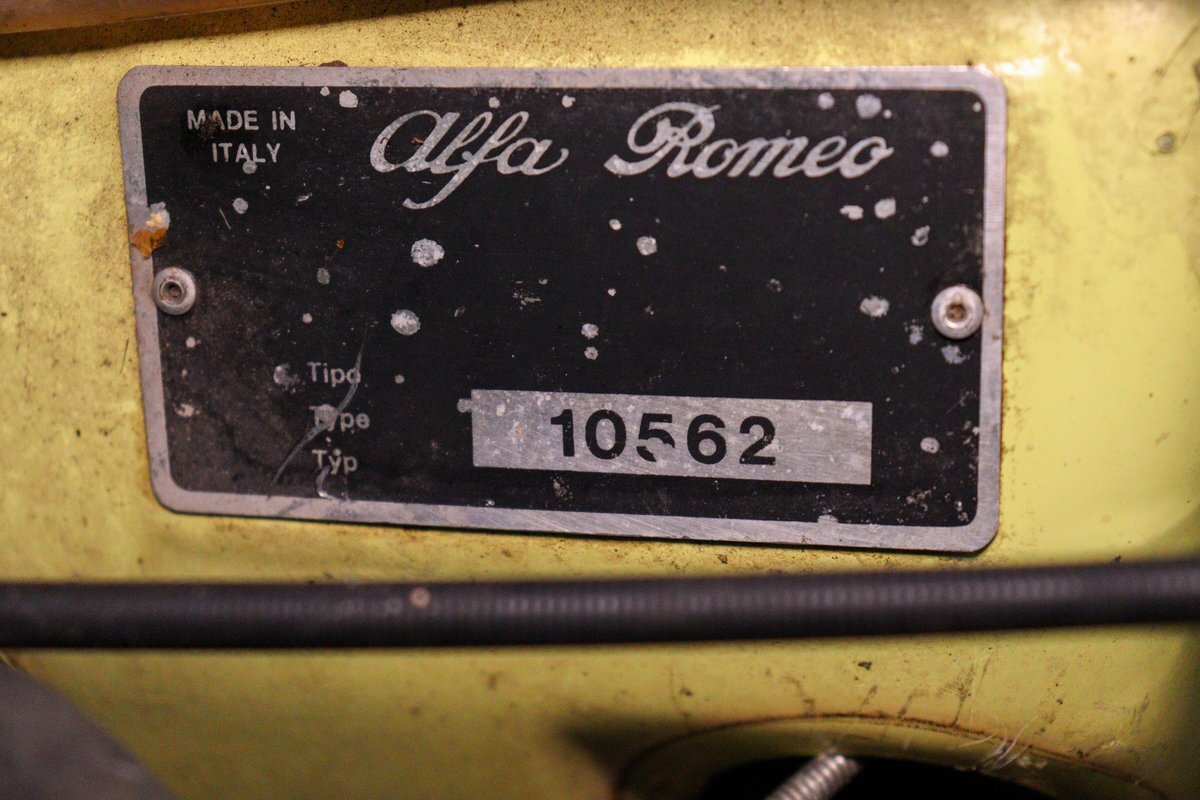 MADE IN
ITALY
Alfa Romeo
Tipo
Type
Typ
10562